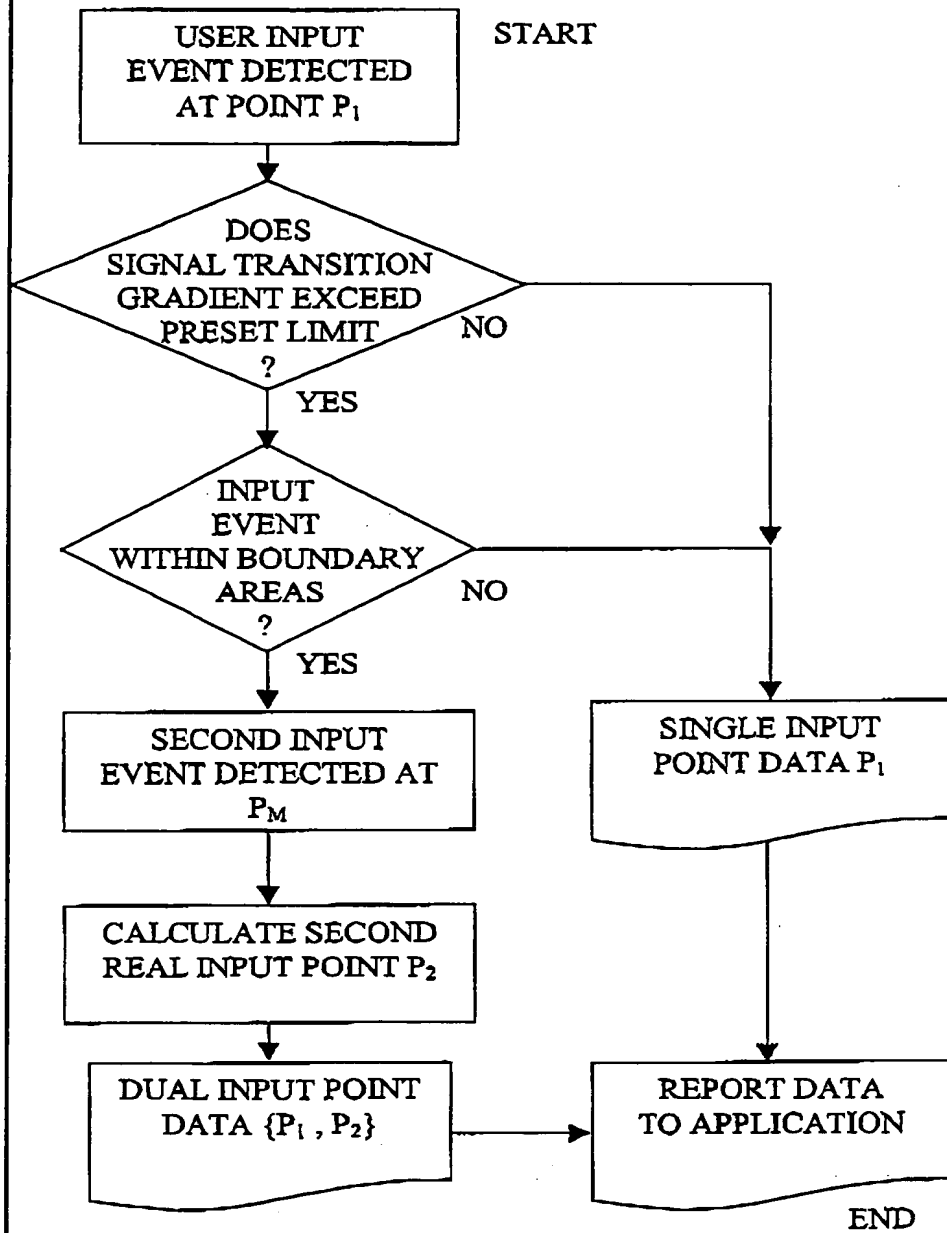 USER INPUT
EVENT DETECTED
AT POINT P₁
START
DOES
SIGNAL TRANSITION
GRADIENT EXCEED
PRESET LIMIT
?
NO
YES
INPUT
EVENT
WITHIN BOUNDARY
AREAS
?
NO
YES
SECOND INPUT
EVENT DETECTED AT
Pₘ
SINGLE INPUT
POINT DATA P₁
CALCULATE SECOND
REAL INPUT POINT P₂
DUAL INPUT POINT
DATA {P₁ , P₂}
REPORT DATA
TO APPLICATION
END